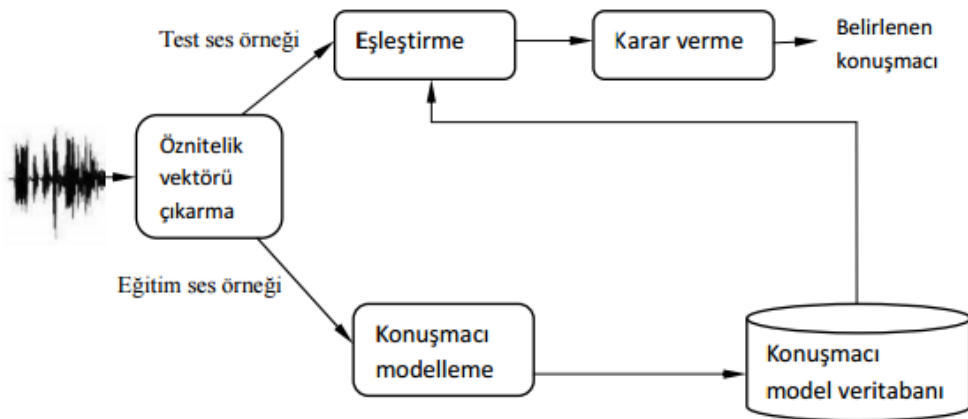 Test ses örneği
Eşleştirme
Karar verme
Belirlenen
konuşmacı
Öznitelik
vektörü
çıkarma
Eğitim ses örneği
Konuşmacı
modelleme
Konuşmacı
model veritabanı